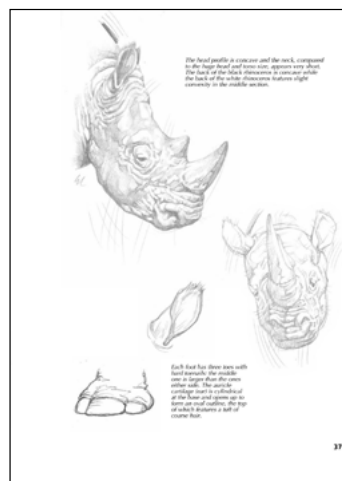 The head profile is concave and the neck, compared
to the huge head and torso size, appears very short.
The back of the black rhinoceros is concave while
the back of the white rhinoceros features slight
convexity in the middle section.
Each foot has three toes with
hard toenails: the middle
one is larger than the ones
either side. The auricle
cartilage (ear) is cylindrical
at the base and opens up to
form an oval outline, the top
of which features a tuft of
coarse hair.
37